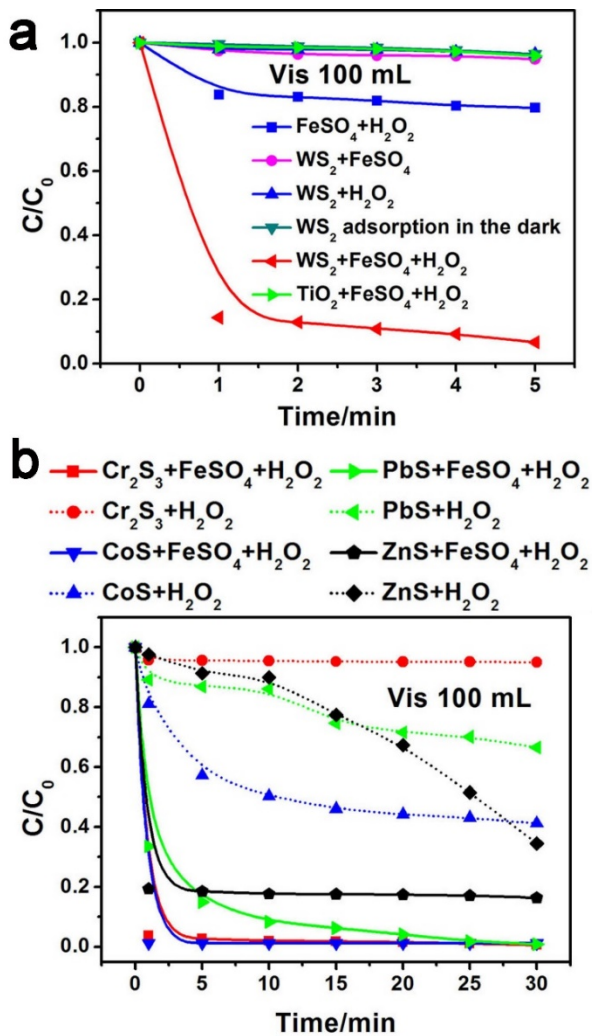 a
1.0
0.8
0.6
0.4
0.2
0.0
C/C₀
Vis 100 mL
FeSO₄+H₂O₂
WS₂+FeSO₄
WS₂+H₂O₂
WS₂ adsorption in the dark
WS₂+FeSO₄+H₂O₂
TiO₂+FeSO₄+H₂O₂
0 1 2 3 4 5
Time/min
b
Cr₂S₃+FeSO₄+H₂O₂ PbS+FeSO₄+H₂O₂
Cr₂S₃+H₂O₂ PbS+H₂O₂
CoS+FeSO₄+H₂O₂ ZnS+FeSO₄+H₂O₂
CoS+H₂O₂ ZnS+H₂O₂
1.0
0.8
0.6
0.4
0.2
0.0
C/C₀
Vis 100 mL
0 5 10 15 20 25 30
Time/min